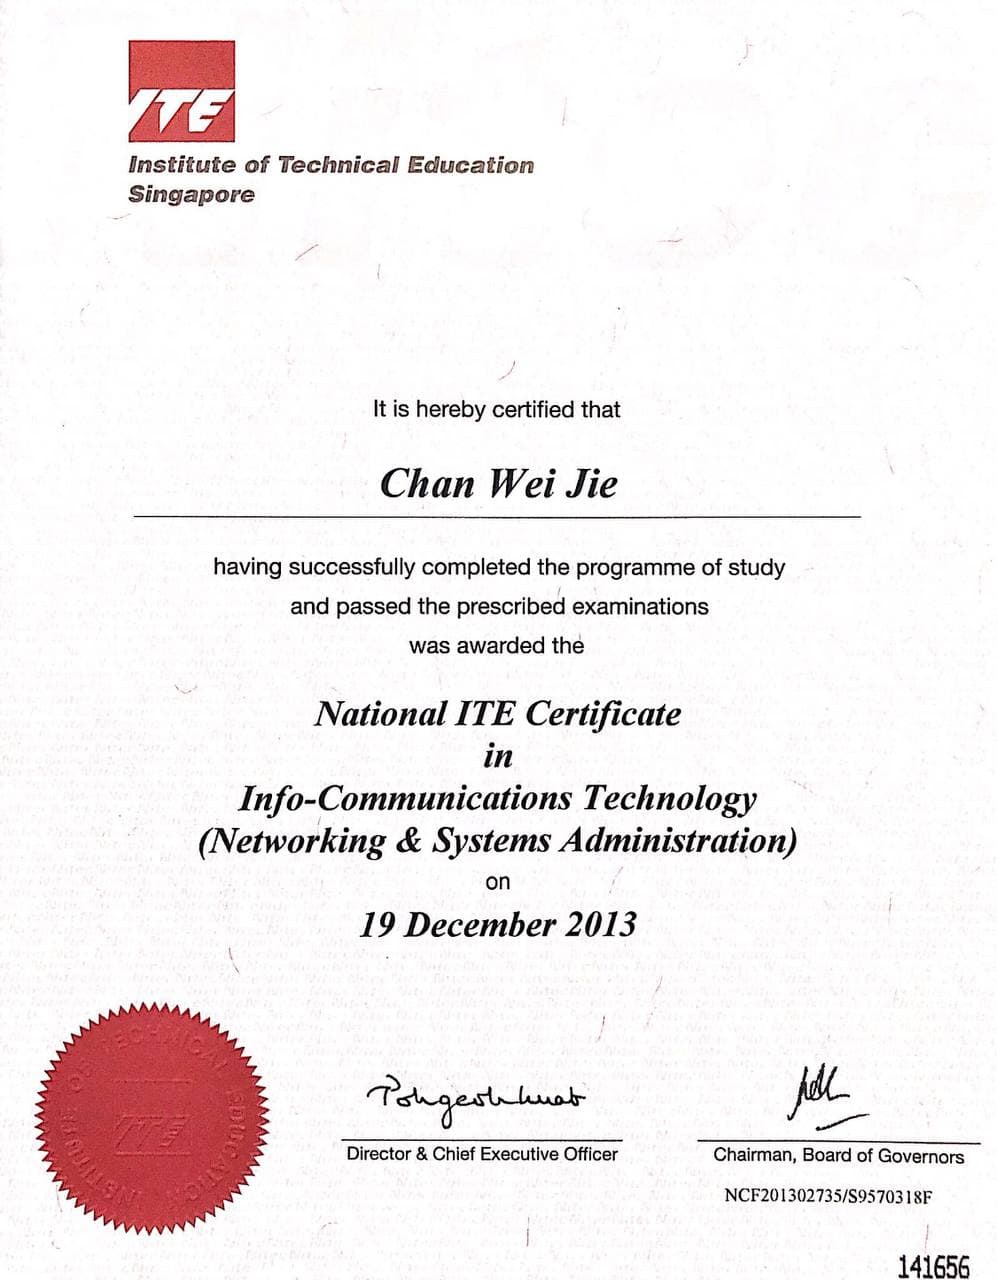 ITE
Institute of Technical Education
Singapore
It is hereby certified that
Chan Wei Jie
having successfully completed the programme of study
and passed the prescribed examinations
was awarded the
National ITE Certificate
in
Info-Communications Technology
(Networking & Systems Administration)
on
19 December 2013
INSTITUTE OF TECHNICAL EDUCATION
ITE
Director & Chief Executive Officer
Chairman, Board of Governors
NCF201302735/S9570318F
141656